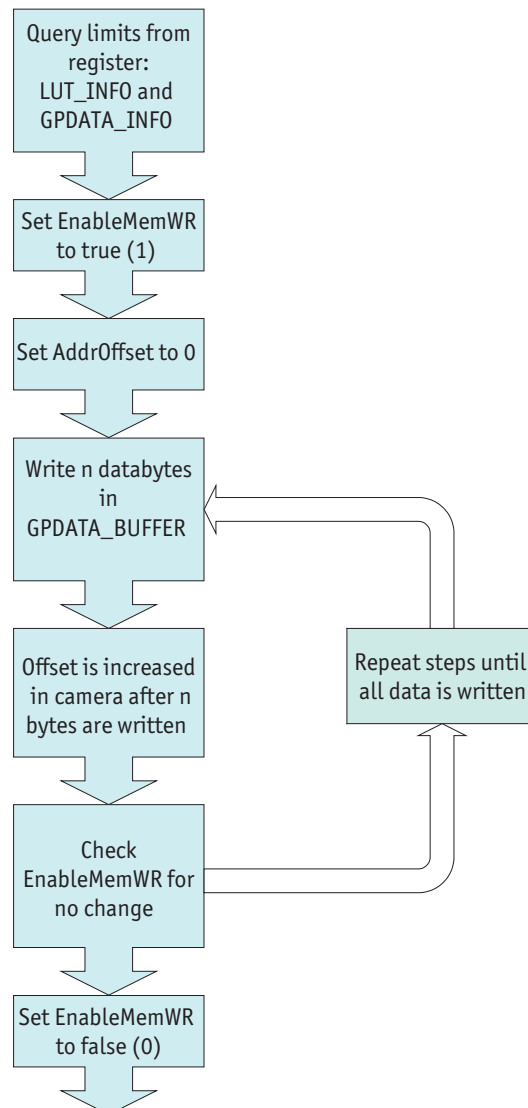 Query limits from
register:
LUT_INFO and
GPDATA_INFO
Set EnableMemWR
to true (1)
Set AddrOffset to 0
Write n databytes
in
GPDATA_BUFFER
Offset is increased
in camera after n
bytes are written
Repeat steps until
all data is written
Check
EnableMemWR for
no change
Set EnableMemWR
to false (0)